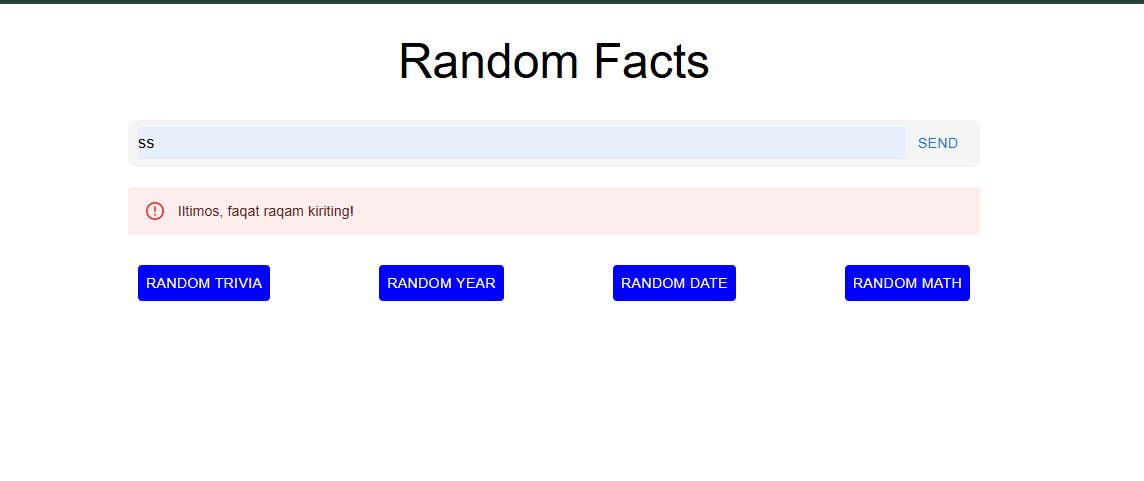 Random Facts
ss
SEND
Iltimos, faqat raqam kiriting!
RANDOM TRIVIA
RANDOM YEAR
RANDOM DATE
RANDOM MATH